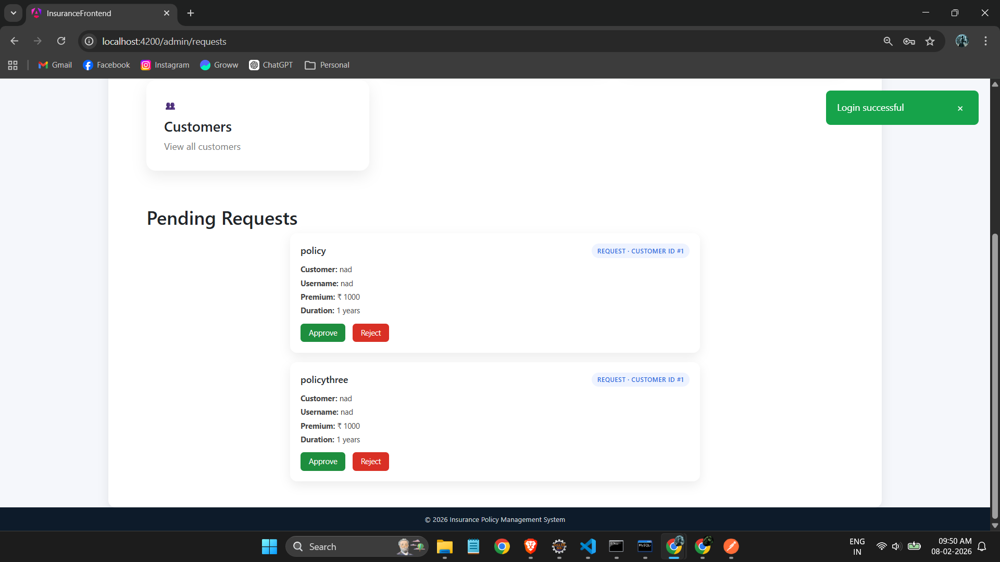 InsuranceFrontend
localhost:4200/admin/requests
Gmail
Facebook
Instagram
Groww
ChatGPT
Personal
Login successful
Customers
View all customers
Pending Requests
policy
REQUEST · CUSTOMER ID #1
Customer: nad
Username: nad
Premium: ₹ 1000
Duration: 1 years
Approve
Reject
policythree
REQUEST · CUSTOMER ID #1
Customer: nad
Username: nad
Premium: ₹ 1000
Duration: 1 years
Approve
Reject
© 2026 Insurance Policy Management System
Search
MySQL
ENG
IN
09:50 AM
08-02-2026